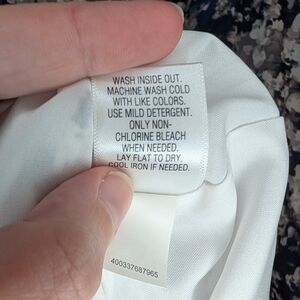 WASH INSIDE OUT.
MACHINE WASH COLD
WITH LIKE COLORS.
USE MILD DETERGENT.
ONLY NON-
CHLORINE BLEACH
WHEN NEEDED.
LAY FLAT TO DRY.
COOL IRON IF NEEDED.
400337687965